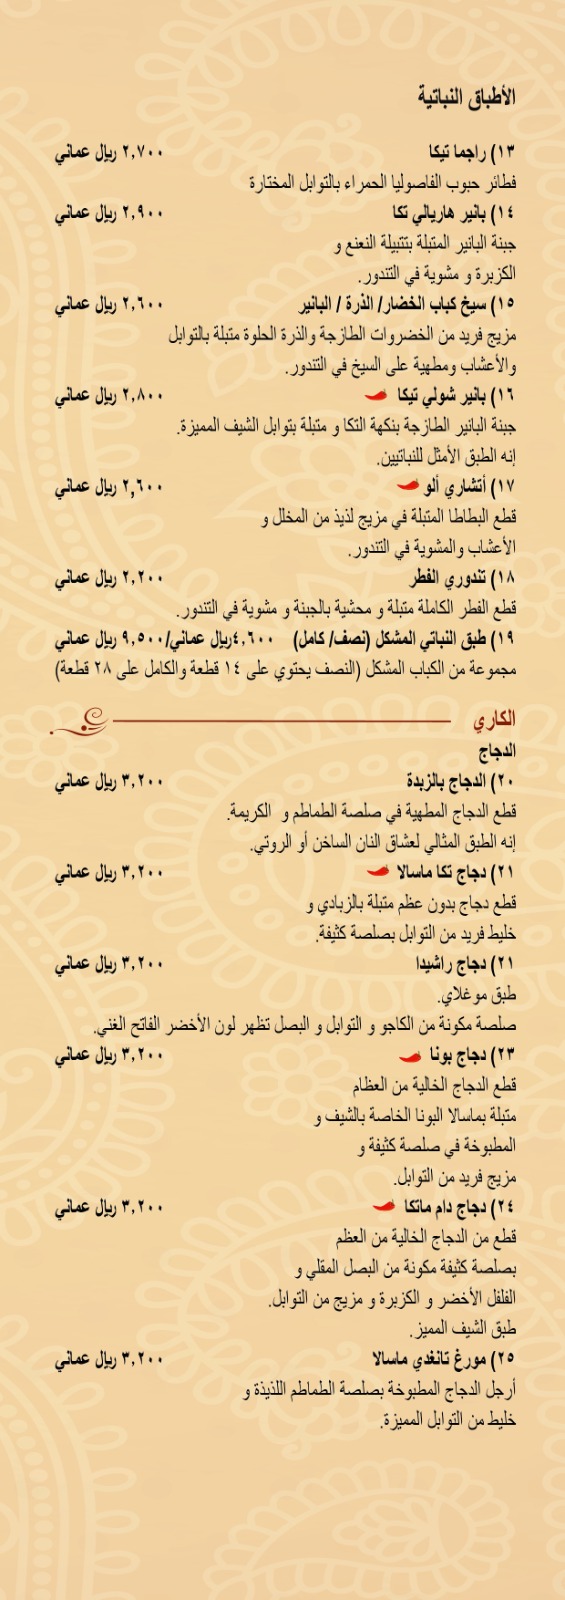 الأطباق النباتية
١٣) راجما تيكا ٢,٧٠٠ ريال عماني
فطائر حبوب الفاصوليا الحمراء بالتوابل المختارة
١٤) بانير هاريالي تكا ٢,٩٠٠ ريال عماني
جبنة البانير المتبلة بتتبيلة النعنع و
الكزبرة و مشوية في التندور.
١٥) سيخ كباب الخضار/ الذرة / البانير ٢,٦٠٠ ريال عماني
مزيج فريد من الخضروات الطازجة والذرة الحلوة متبلة بالتوابل
والأعشاب ومطهية على السيخ في التندور.
١٦) بانير شولي تيكا ٢,٨٠٠ ريال عماني
جبنة البانير الطازجة بنكهة التكا و متبلة بتوابل الشيف المميزة.
إنه الطبق الأمثل للنباتيين.
١٧) أتشاري ألو ٢,٦٠٠ ريال عماني
قطع البطاطا المتبلة في مزيج لذيذ من المخلل و
الأعشاب والمشوية في التندور.
١٨) تندوري الفطر ٢,٢٠٠ ريال عماني
قطع الفطر الكاملة متبلة و محشية بالجبنة و مشوية في التندور.
١٩) طبق النباتي المشكل (نصف/ كامل) ٤,٦٠٠ريال عماني/٩,٥٠٠ ريال عماني
مجموعة من الكباب المشكل (النصف يحتوي على ١٤ قطعة والكامل على ٢٨ قطعة)
الكاري
الدجاج
٢٠) الدجاج بالزبدة ٣,٢٠٠ ريال عماني
قطع الدجاج المطهية في صلصة الطماطم و الكريمة.
إنه الطبق المثالي لعشاق النان الساخن أو الروتي.
٢١) دجاج تكا ماسالا ٣,٢٠٠ ريال عماني
قطع دجاج بدون عظم متبلة بالزبادي و
خليط فريد من التوابل بصلصة كثيفة.
٢١) دجاج راشيدا ٣,٢٠٠ ريال عماني
طبق موغلاي.
صلصة مكونة من الكاجو و التوابل و البصل تظهر لون الأخضر الفاتح الغني.
٢٣) دجاج بونا ٣,٢٠٠ ريال عماني
قطع الدجاج الخالية من العظام
متبلة بماسالا البونا الخاصة بالشيف و
المطبوخة في صلصة كثيفة و
مزيج فريد من التوابل.
٢٤) دجاج دام ماتكا ٣,٢٠٠ ريال عماني
قطع من الدجاج الخالية من العظم
بصلصة كثيفة مكونة من البصل المقلي و
الفلفل الأخضر و الكزبرة و مزيج من التوابل.
طبق الشيف المميز.
٢٥) مورغ تانغدي ماسالا ٣,٢٠٠ ريال عماني
أرجل الدجاج المطبوخة بصلصة الطماطم اللذيذة و
خليط من التوابل المميزة.